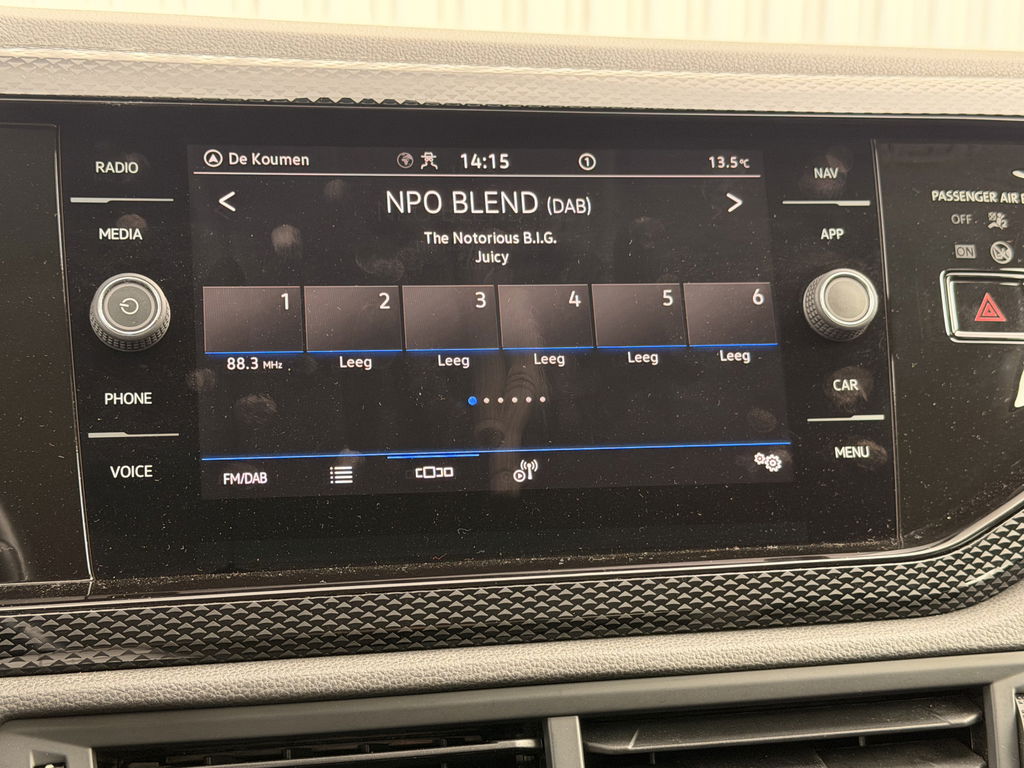 De Koumen 14:15 1 13.5°C
NPO BLEND (DAB)
The Notorious B.I.G.
Juicy
1 2 3 4 5 6
88.3 MHz Leeg Leeg Leeg Leeg Leeg
FM/DAB
RADIO
MEDIA
PHONE
VOICE
NAV
APP
CAR
MENU
PASSENGER AIR
OFF
ON